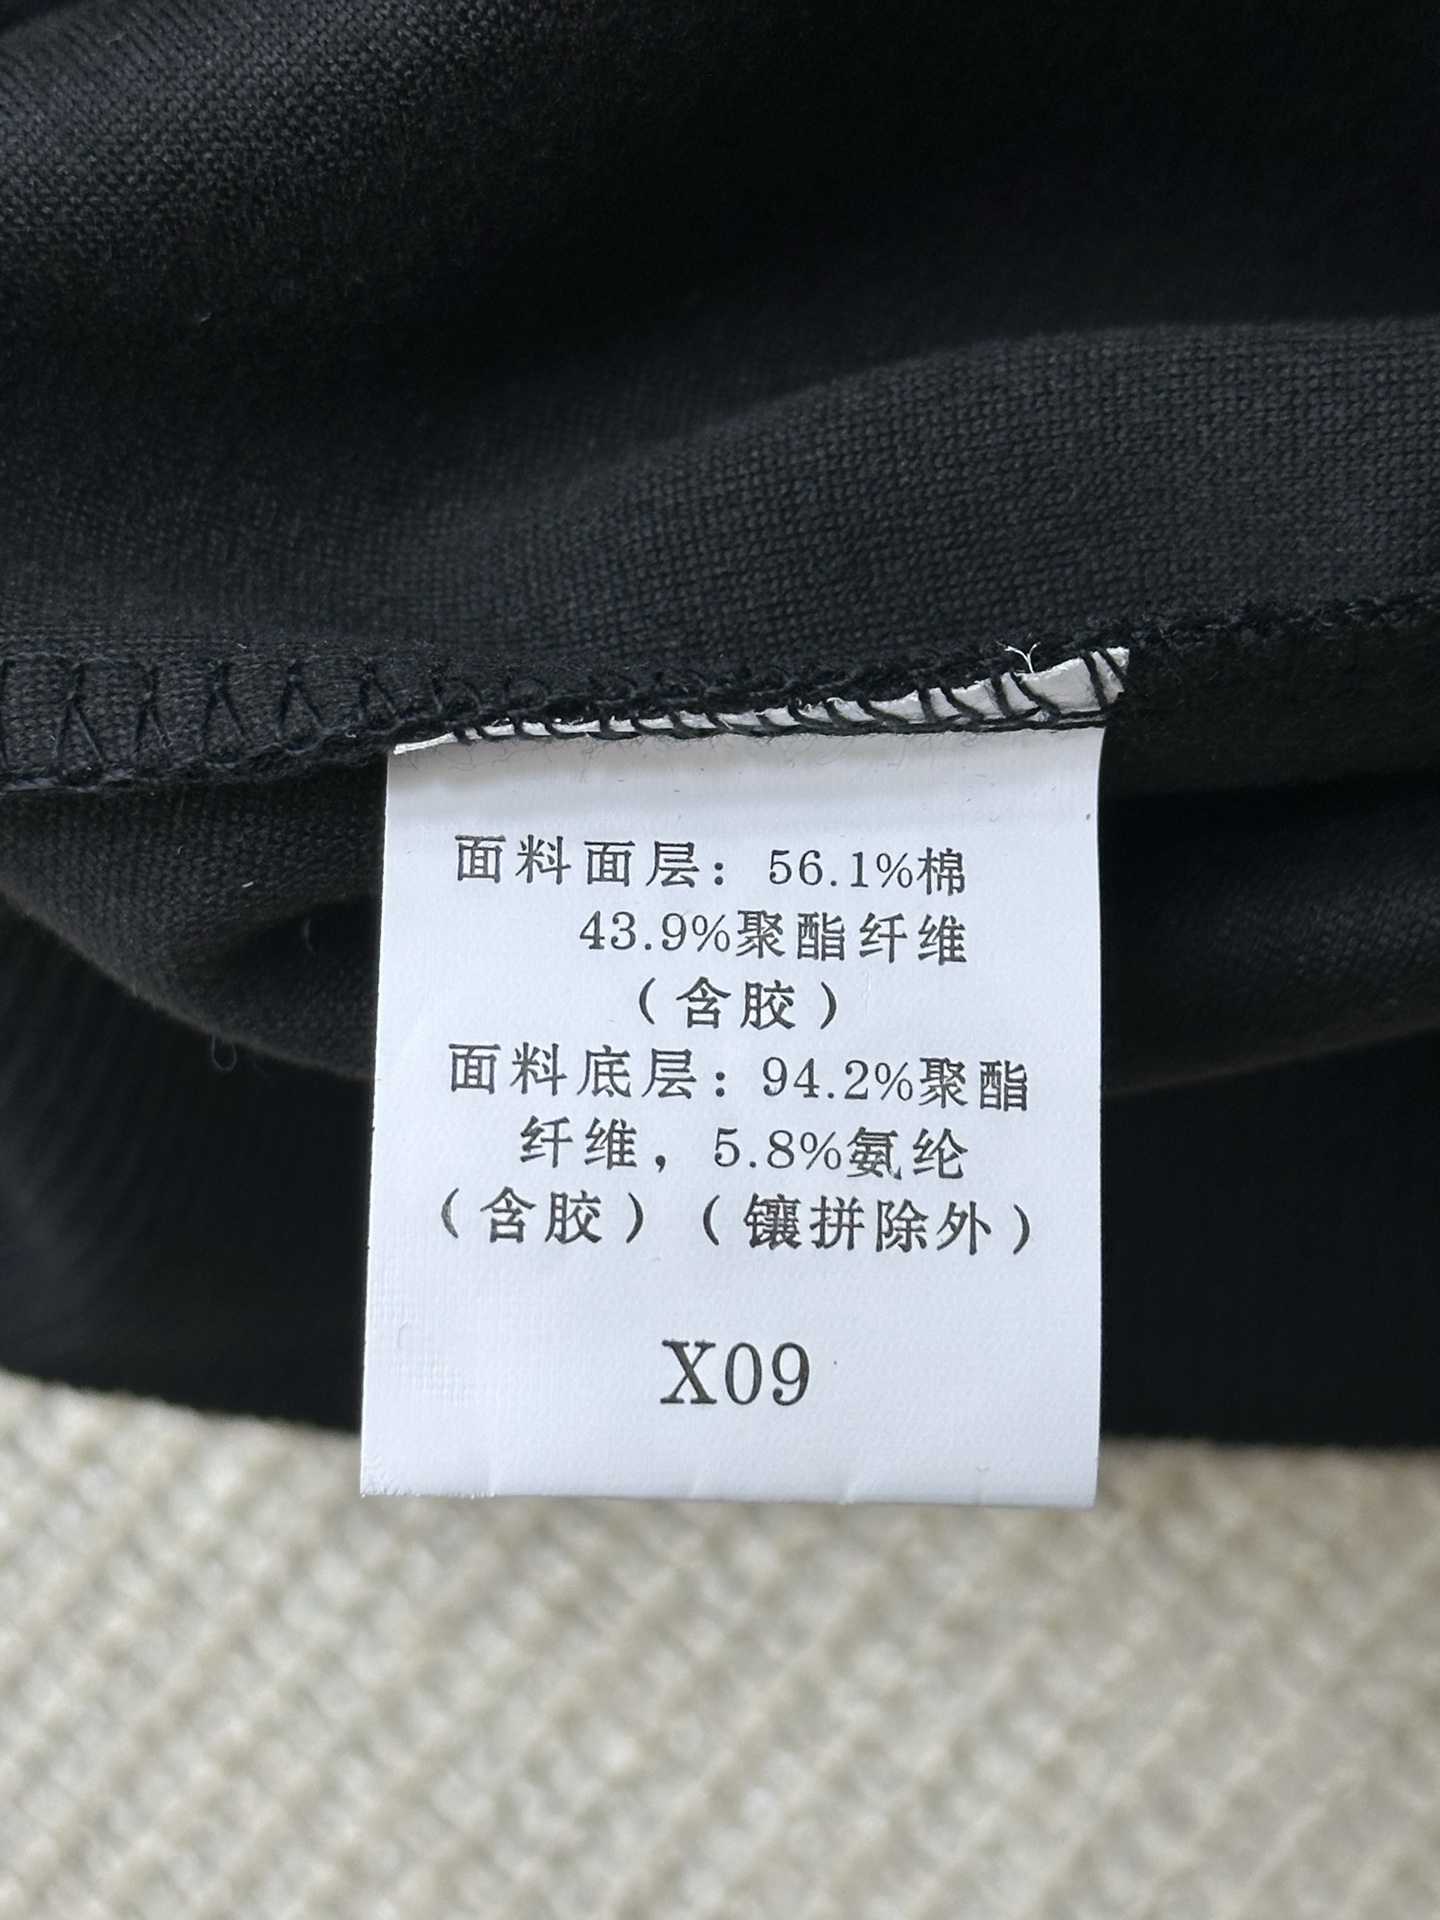 面料面层：56.1%棉
43.9%聚酯纤维
（含胶）
面料底层：94.2%聚酯
纤维，5.8%氨纶
（含胶）（镶拼除外）
X09